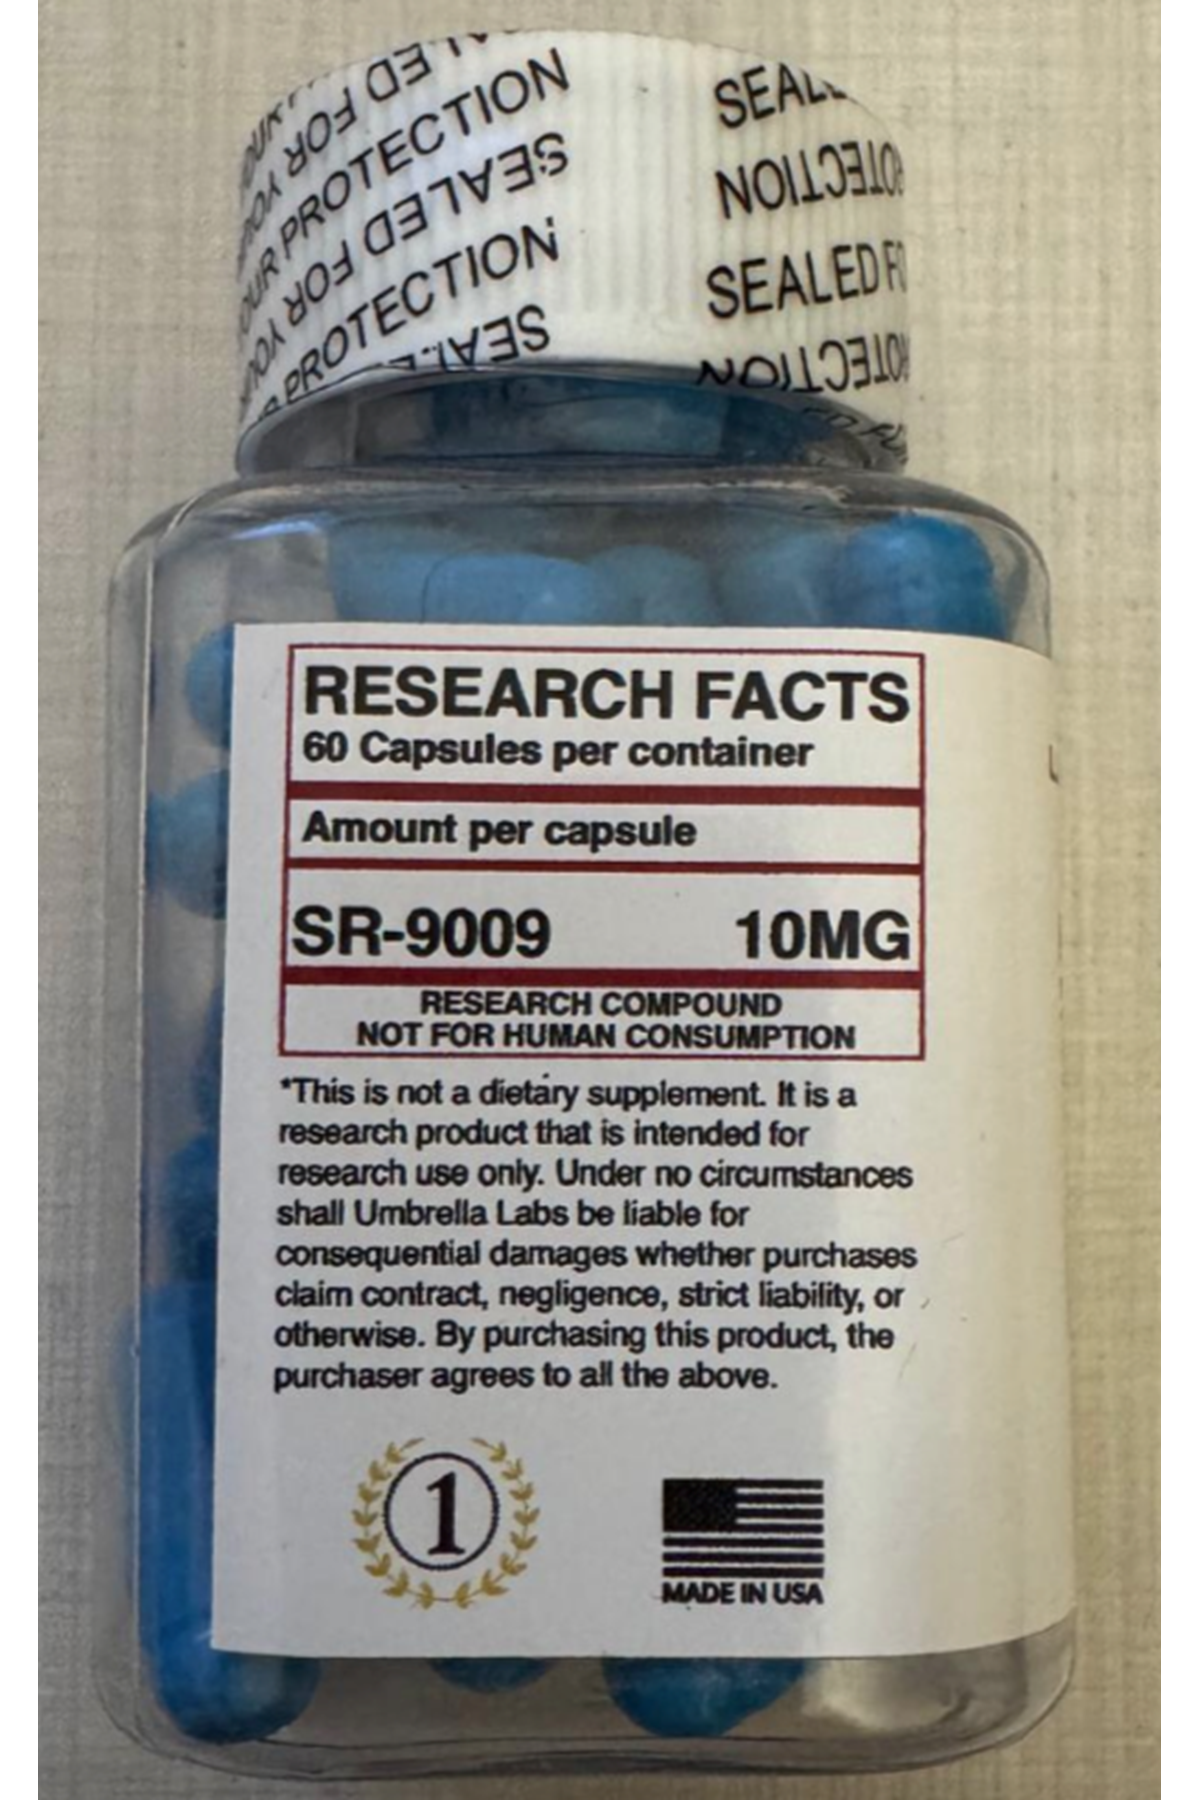 SEALED FOR
YOUR PROTECTION
SEALED FOR YOUR
PROTECTION
SEALED
PROTECTION
SEALED FO
PROTECTION
RESEARCH FACTS
60 Capsules per container
Amount per capsule
SR-9009 10MG
RESEARCH COMPOUND
NOT FOR HUMAN CONSUMPTION
*This is not a dietary supplement. It is a
research product that is intended for
research use only. Under no circumstances
shall Umbrella Labs be liable for
consequential damages whether purchases
claim contract, negligence, strict liability, or
otherwise. By purchasing this product, the
purchaser agrees to all the above.
1
MADE IN USA